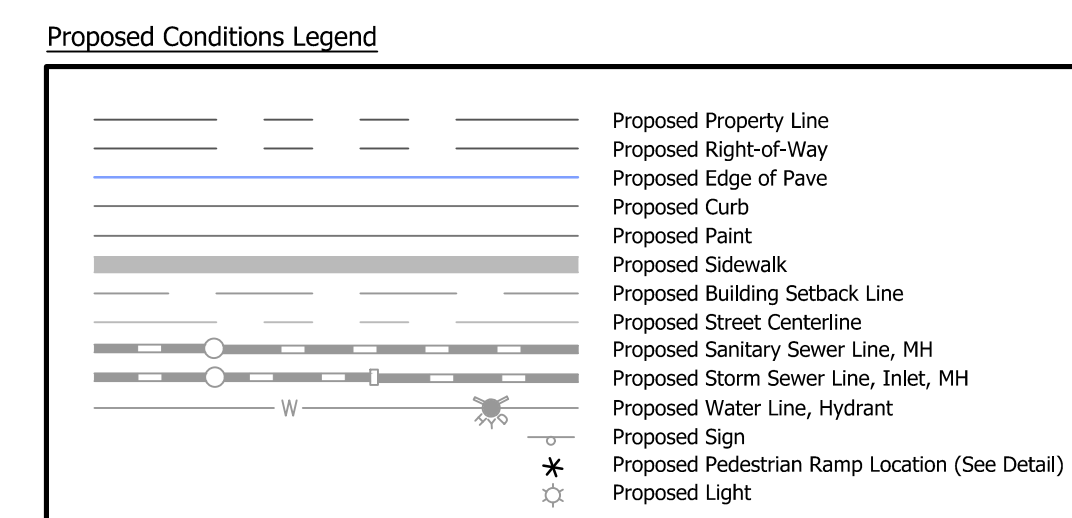 Proposed Conditions Legend
Proposed Property Line
Proposed Right-of-Way
Proposed Edge of Pave
Proposed Curb
Proposed Paint
Proposed Sidewalk
Proposed Building Setback Line
Proposed Street Centerline
Proposed Sanitary Sewer Line, MH
Proposed Storm Sewer Line, Inlet, MH
W Proposed Water Line, Hydrant
Proposed Sign
Proposed Pedestrian Ramp Location (See Detail)
Proposed Light